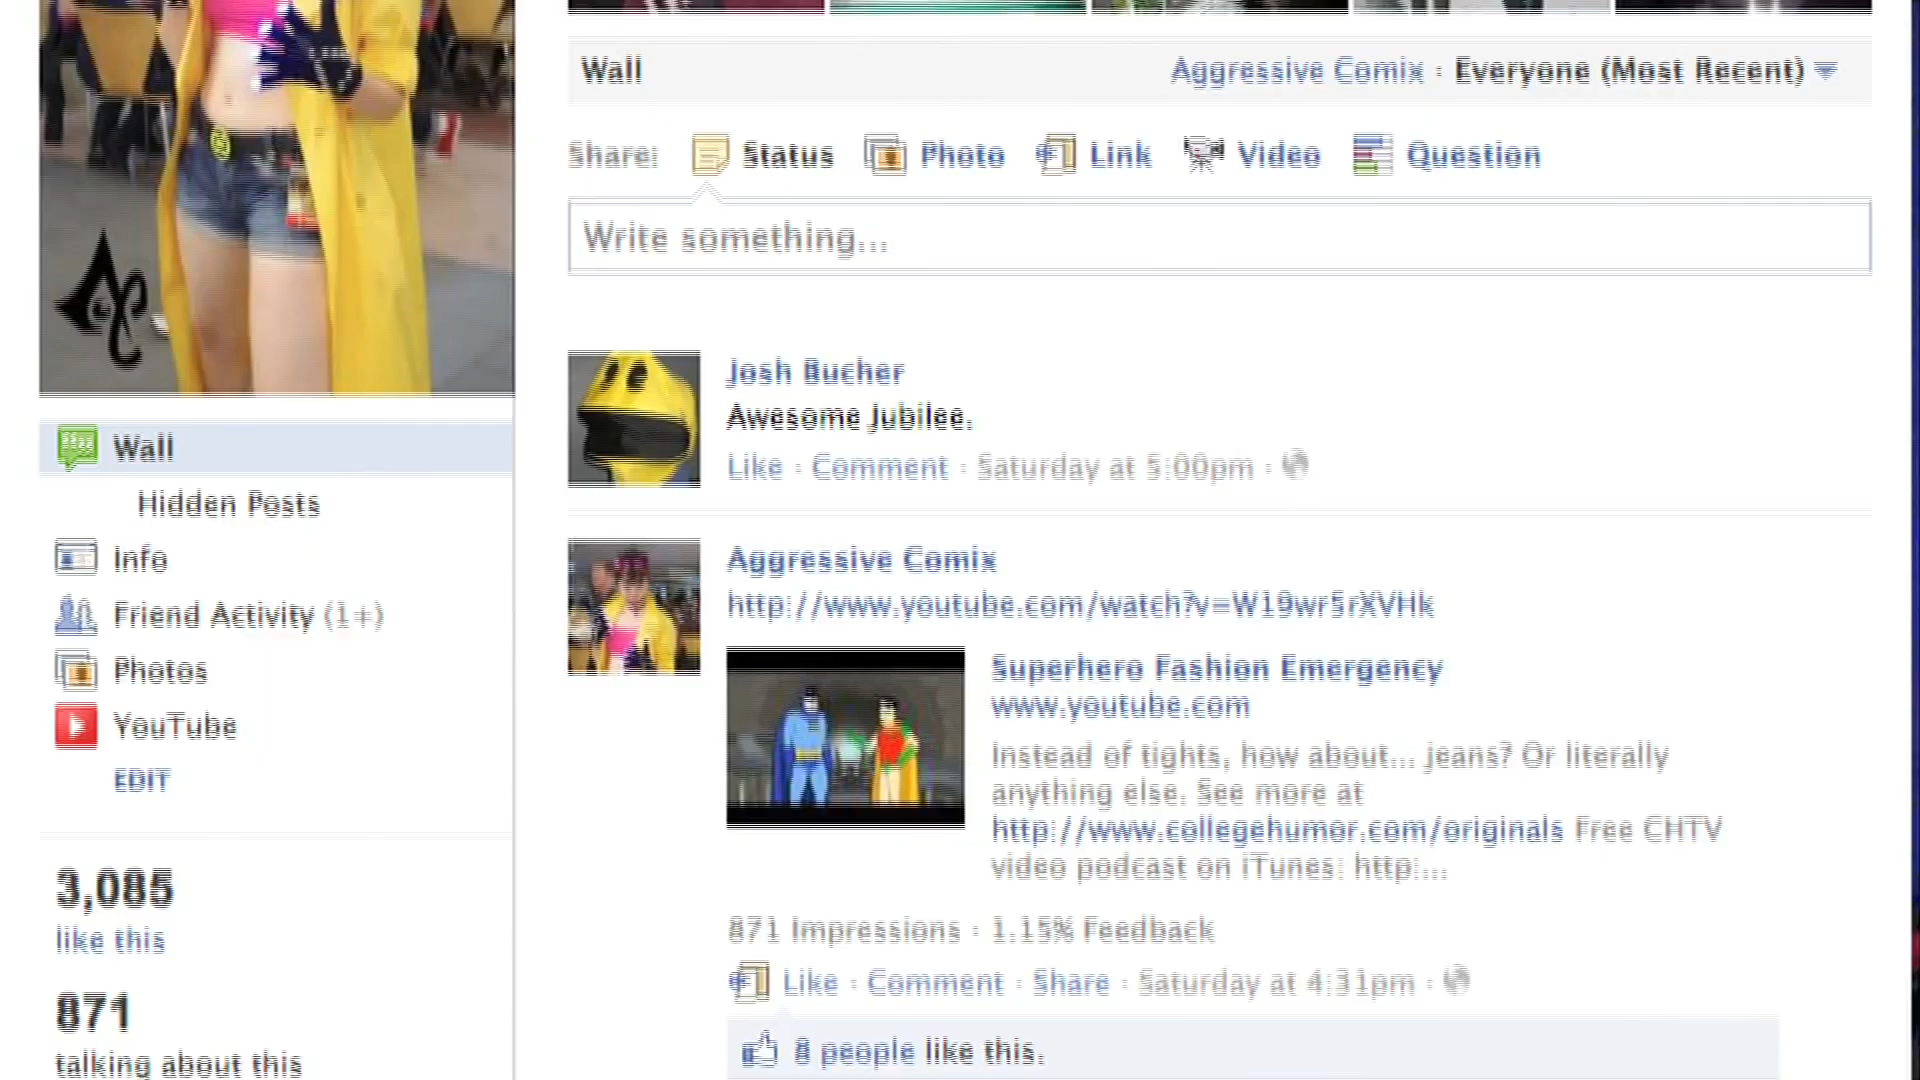 Wall
Aggressive Comix · Everyone (Most Recent)
Share: Status Photo Link Video Question
Write something...
Josh Bucher
Awesome Jubilee.
Like · Comment · Saturday at 5:00pm ·
Wall
Hidden Posts
Info
Friend Activity (1+)
Photos
YouTube
EDIT
3,085
like this
871
talking about this
Aggressive Comix
http://www.youtube.com/watch?v=W19wr5rXVHk
Superhero Fashion Emergency
www.youtube.com
Instead of tights, how about... jeans? Or literally
anything else. See more at
http://www.collegehumor.com/originals Free CHTV
video podcast on iTunes: http:...
871 Impressions · 1.15% Feedback
Like · Comment · Share · Saturday at 4:31pm ·
8 people like this.